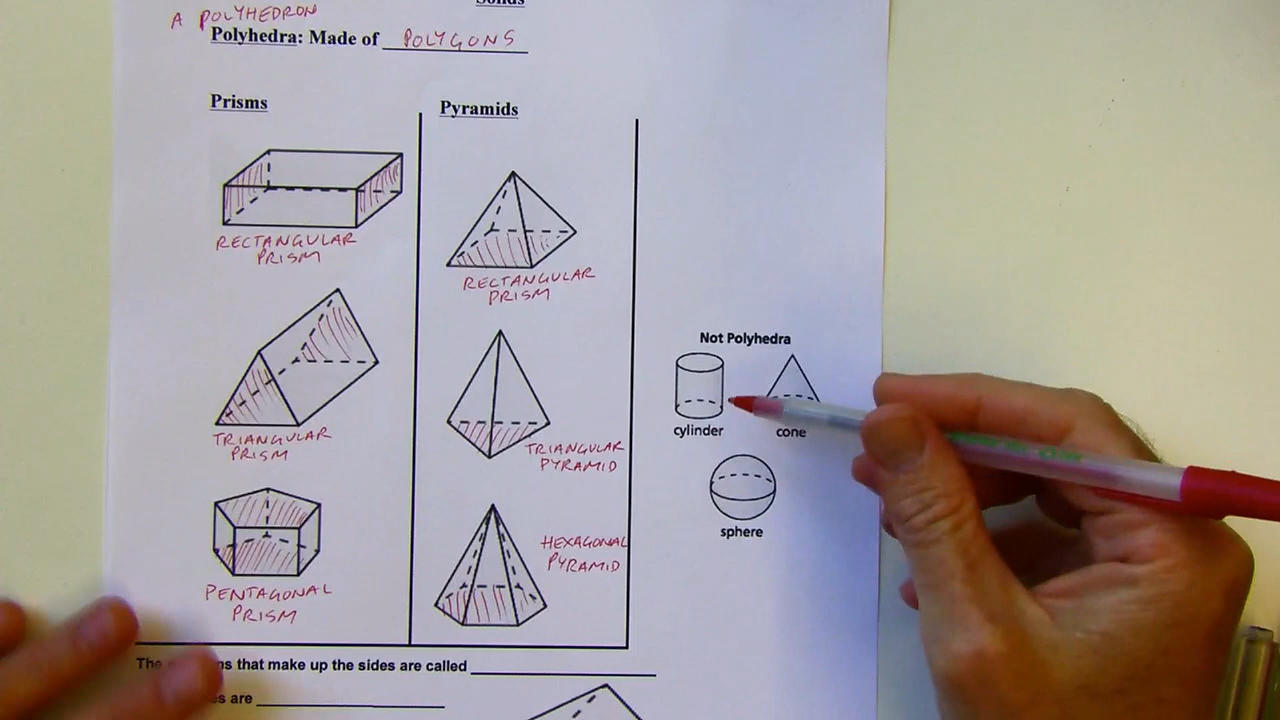 Solids
A POLYHEDRON
Polyhedra: Made of POLYGONS
Prisms
Pyramids
RECTANGULAR
PRISM
RECTANGULAR
PRISM
TRIANGULAR
PRISM
TRIANGULAR
PYRAMID
PENTAGONAL
PRISM
HEXAGONAL
PYRAMID
Not Polyhedra
cylinder
cone
sphere
The that make up the sides are called
are